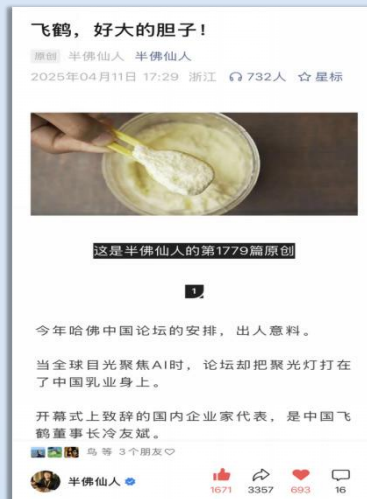 飞鹤，好大的胆子！
原创 半佛仙人 半佛仙人
2025年04月11日 17:29 浙江 732人 星标
这是半佛仙人的第1779篇原创
1
今年哈佛中国论坛的安排，出人意料。
当全球目光聚焦AI时，论坛却把聚光灯打在
了中国乳业身上。
开幕式上致辞的国内企业家代表，是中国飞
鹤董事长冷友斌。
鸟 等 3个朋友
半佛仙人 1671 3357 693 16